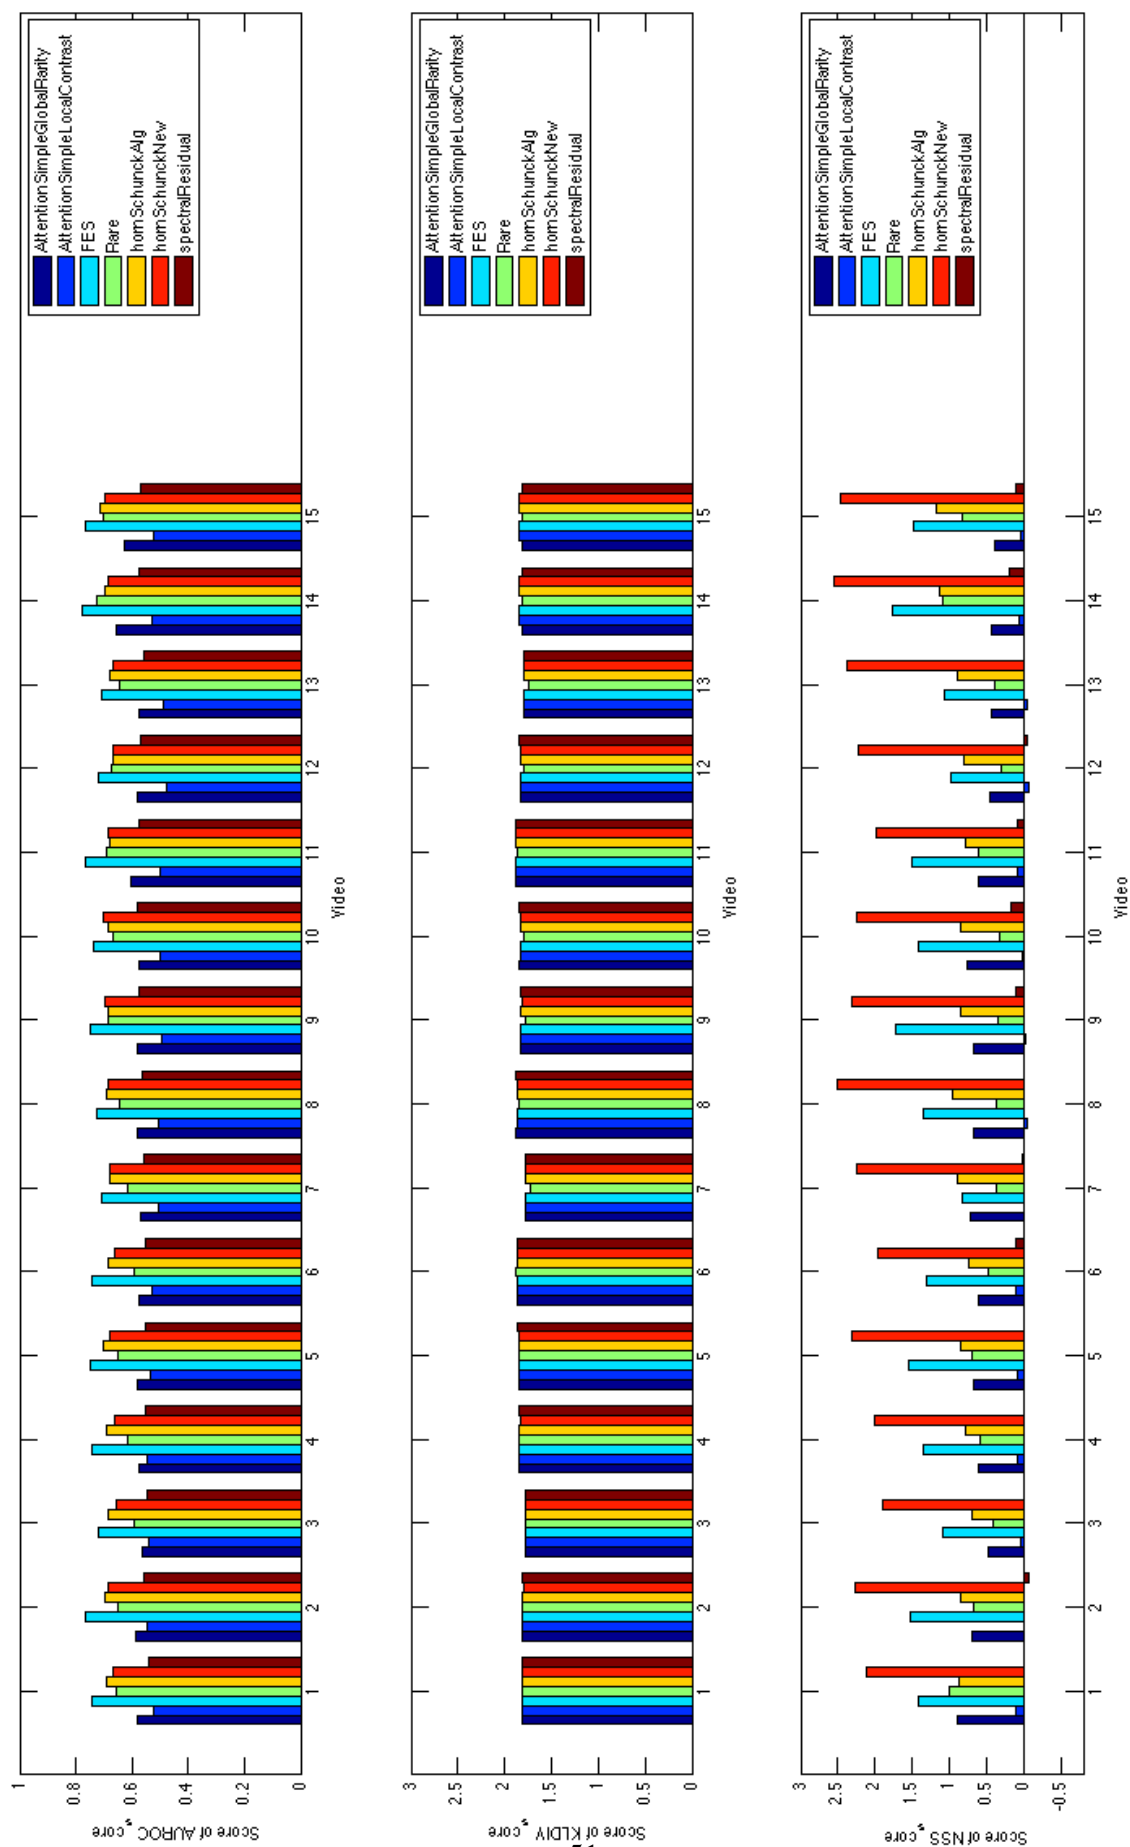 Score of AUROC_score
1
0.8
0.6
0.4
0.2
0
1 2 3 4 5 6 7 8 9 10 11 12 13 14 15
Video
AttentionSimpleGlobalRarity
AttentionSimpleLocalContrast
FES
Rare
hornSchunckAlg
hornSchunckNew
spectralResidual
Score of KLDIV_score
3
2.5
2
1.5
1
0.5
0
1 2 3 4 5 6 7 8 9 10 11 12 13 14 15
Video
AttentionSimpleGlobalRarity
AttentionSimpleLocalContrast
FES
Rare
hornSchunckAlg
hornSchunckNew
spectralResidual
Score of NSS_score
3
2.5
2
1.5
1
0.5
0
-0.5
1 2 3 4 5 6 7 8 9 10 11 12 13 14 15
Video
AttentionSimpleGlobalRarity
AttentionSimpleLocalContrast
FES
Rare
hornSchunckAlg
hornSchunckNew
spectralResidual